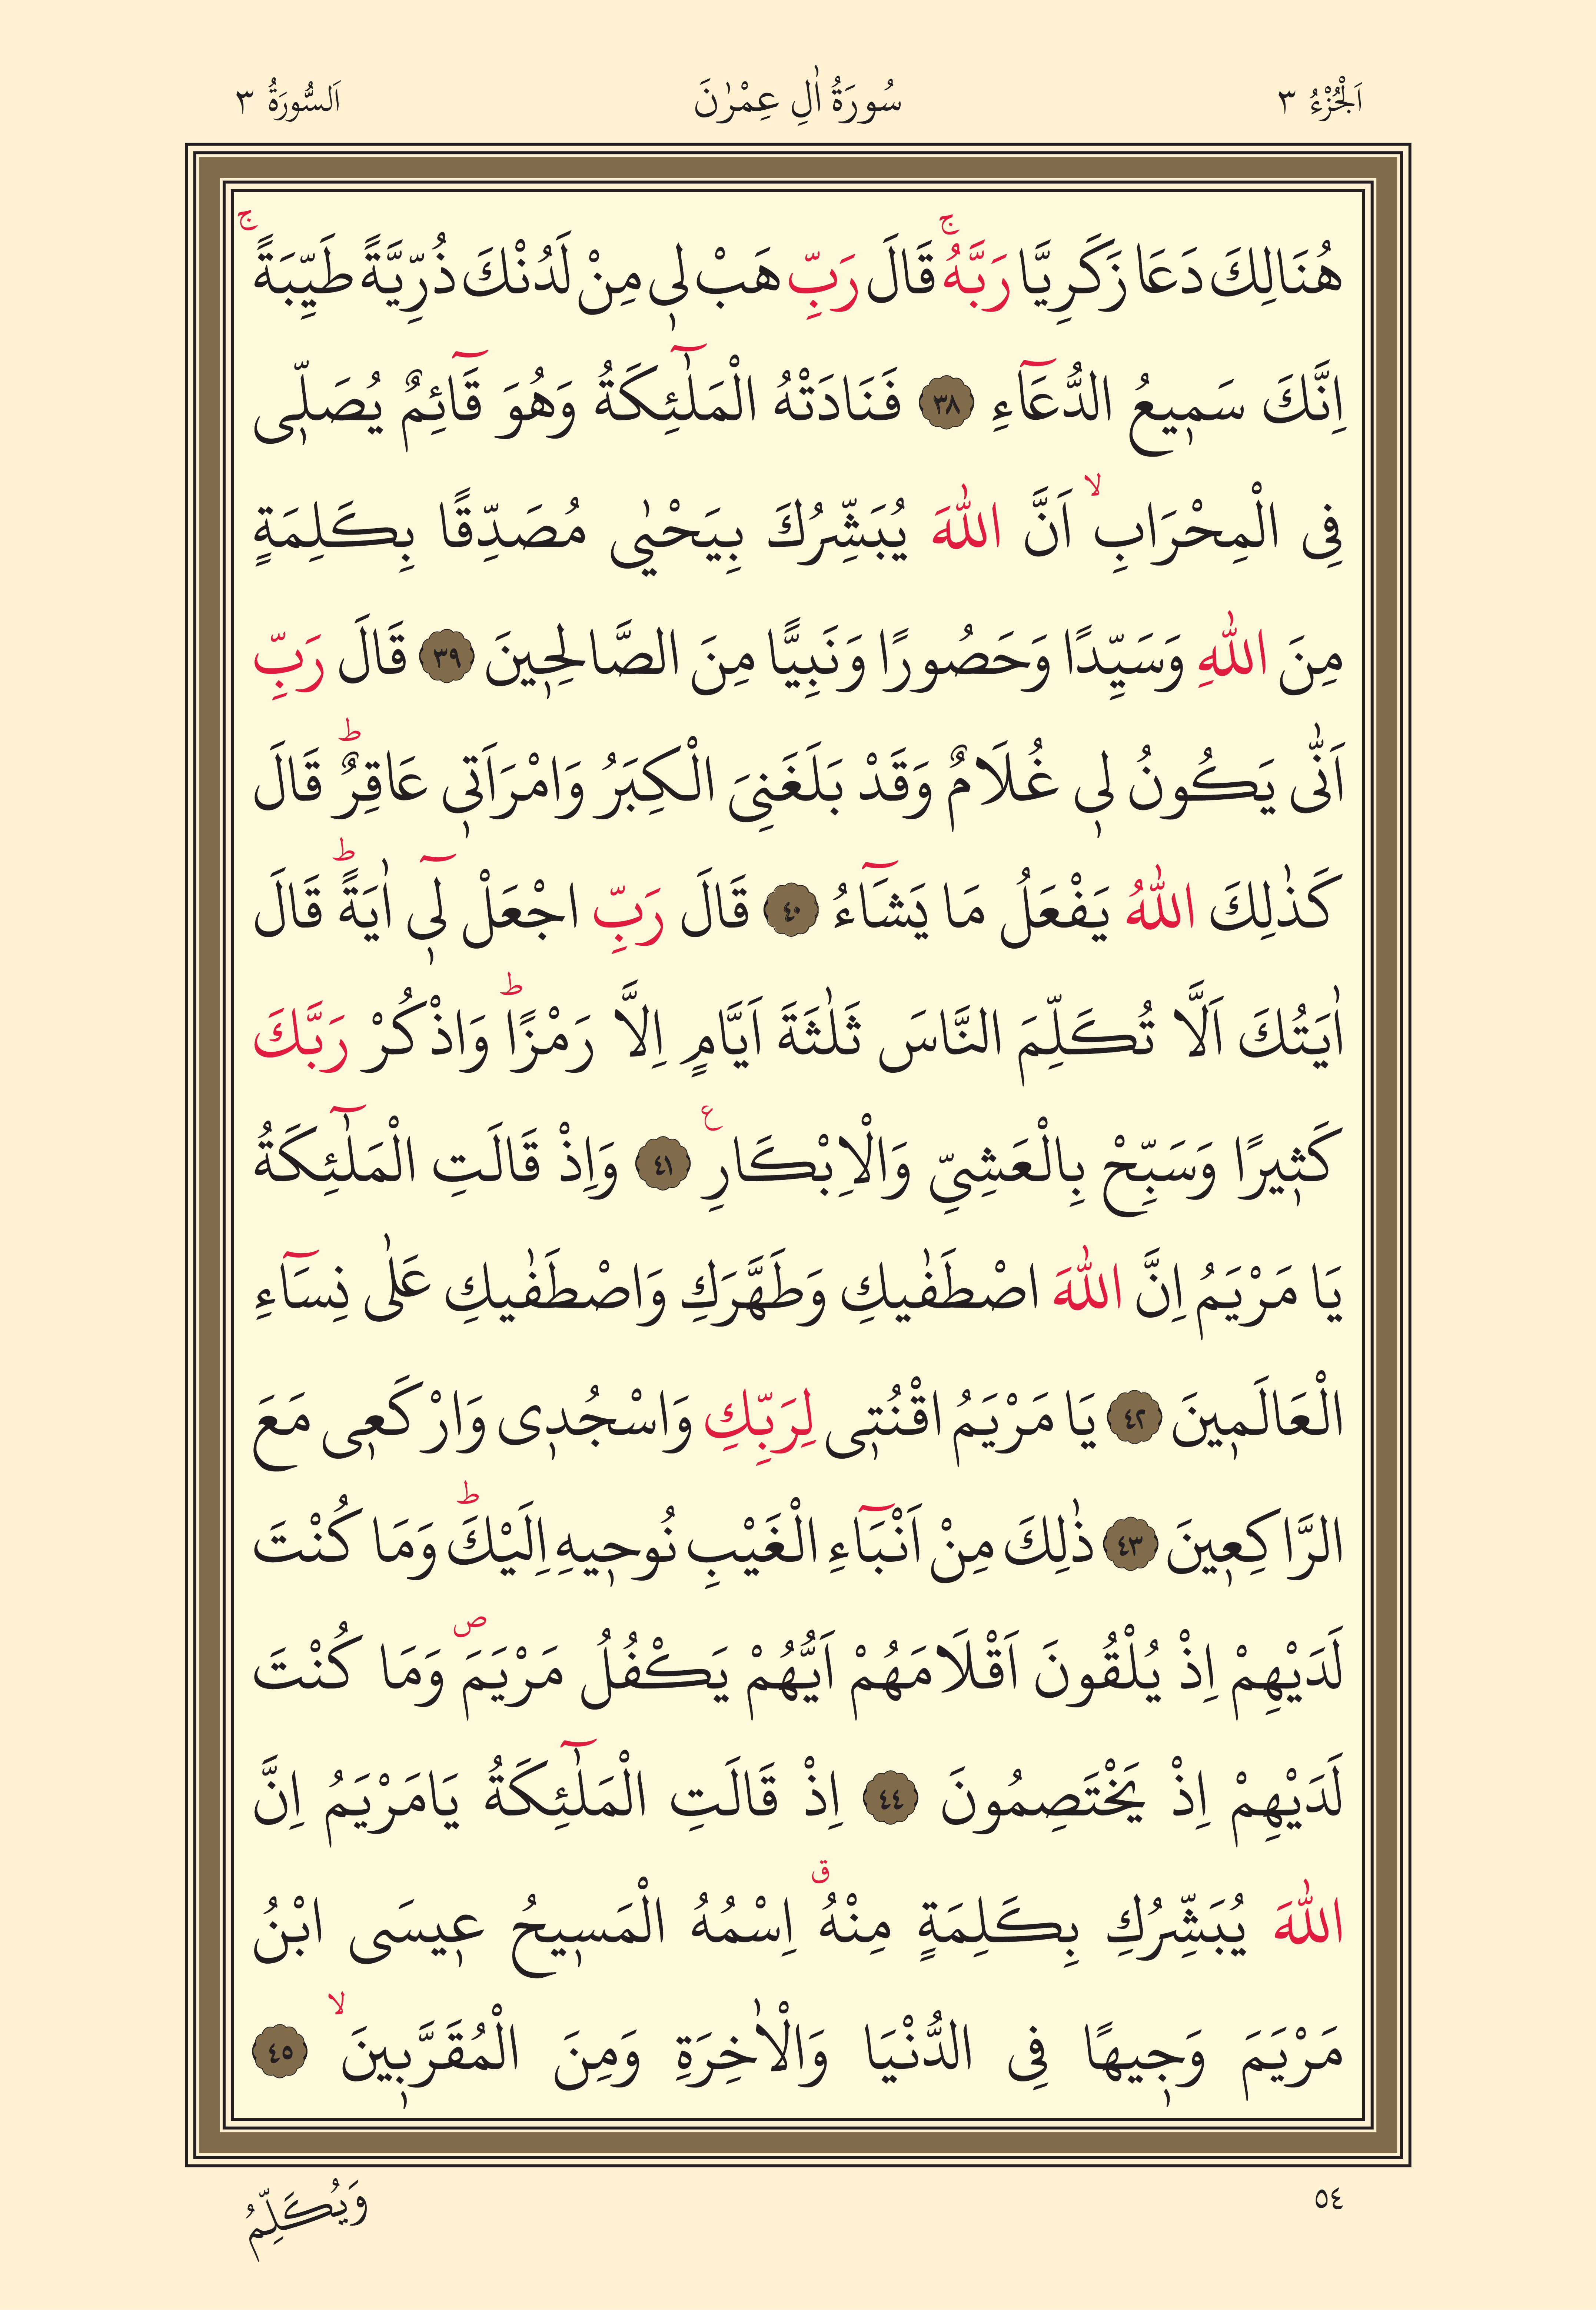 اَلْجُزْءُ ٣ سُورَةُ اٰلِ عِمْرٰنَ اَلسُّورَةُ ٣
هُنَالِكَ دَعَا زَكَرِيَّا رَبَّهُۚ قَالَ رَبِّ هَبْ لٖى مِنْ لَدُنْكَ ذُرِّيَّةً طَيِّبَةًۚ
اِنَّكَ سَمٖيعُ الدُّعَٓاءِ ٣٨ فَنَادَتْهُ الْمَلٰٓئِكَةُ وَهُوَ قَٓائِمٌ يُصَلّٖى
فِى الْمِحْرَابِۙ اَنَّ اللّٰهَ يُبَشِّرُكَ بِيَحْيٰى مُصَدِّقًا بِكَلِمَةٍ
مِنَ اللّٰهِ وَسَيِّدًا وَحَصُورًا وَنَبِيًّا مِنَ الصَّالِحٖينَ ٣٩ قَالَ رَبِّ
اَنّٰى يَكُونُ لٖى غُلَامٌ وَقَدْ بَلَغَنِىَ الْكِبَرُ وَامْرَاَتٖى عَاقِرٌؕ قَالَ
كَذٰلِكَ اللّٰهُ يَفْعَلُ مَا يَشَٓاءُ ٤٠ قَالَ رَبِّ اجْعَلْ لٖٓى اٰيَةًؕ قَالَ
اٰيَتُكَ اَلَّا تُكَلِّمَ النَّاسَ ثَلٰثَةَ اَيَّامٍ اِلَّا رَمْزًاؕ وَاذْكُرْ رَبَّكَ
كَثٖيرًا وَسَبِّحْ بِالْعَشِىِّ وَالْاِبْكَارِ ع ٤١ وَاِذْ قَالَتِ الْمَلٰٓئِكَةُ
يَا مَرْيَمُ اِنَّ اللّٰهَ اصْطَفٰيكِ وَطَهَّرَكِ وَاصْطَفٰيكِ عَلٰى نِسَٓاءِ
الْعَالَمٖينَ ٤٢ يَا مَرْيَمُ اقْنُتٖى لِرَبِّكِ وَاسْجُدٖى وَارْكَعٖى مَعَ
الرَّاكِعٖينَ ٤٣ ذٰلِكَ مِنْ اَنْبَٓاءِ الْغَيْبِ نُوحٖيهِ اِلَيْكَؕ وَمَا كُنْتَ
لَدَيْهِمْ اِذْ يُلْقُونَ اَقْلَامَهُمْ اَيُّهُمْ يَكْفُلُ مَرْيَمَ ص وَمَا كُنْتَ
لَدَيْهِمْ اِذْ يَخْتَصِمُونَ ٤٤ اِذْ قَالَتِ الْمَلٰٓئِكَةُ يَامَرْيَمُ اِنَّ
اللّٰهَ يُبَشِّرُكِ بِكَلِمَةٍ مِنْهُ ق اِسْمُهُ الْمَسٖيحُ عٖيسَى ابْنُ
مَرْيَمَ وَجٖيهًا فِى الدُّنْيَا وَالْاٰخِرَةِ وَمِنَ الْمُقَرَّبٖينَۙ ٤٥
٥٤ وَيُكَلِّمُ